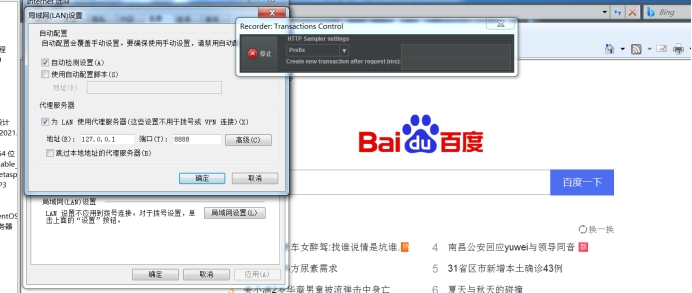 局域网(LAN)设置
自动配置
自动配置会覆盖手动设置。要确保使用手动设置，请禁用自动配
自动检测设置(A)
使用自动配置脚本(S)
地址(R)
代理服务器
为 LAN 使用代理服务器(这些设置不用于拨号或 VPN 连接)(X)
地址(E):
127.0.0.1
端口(T):
8888
高级(C)
跳过本地地址的代理服务器(B)
确定
取消
局域网(LAN)设置
LAN 设置不应用到拨号连接。对于拨号设置，单
击上面的“设置”按钮。
局域网设置(L)
确定
取消
应用(A)
Recorder: Transactions Control
HTTP Sampler settings
停止
Prefix
Create new transaction after request (ms):
Bing
Bai du 百度
百度一下
换一换
车女醉驾:找谁说情是坑谁
4 南昌公安回应yuwei与领导同音
方尿素需求
5 31省区市新增本土确诊43例
6 夏天与秋天的碰撞
程
设计
2021.
64 位
table_
etasp
P3
entOS
务器